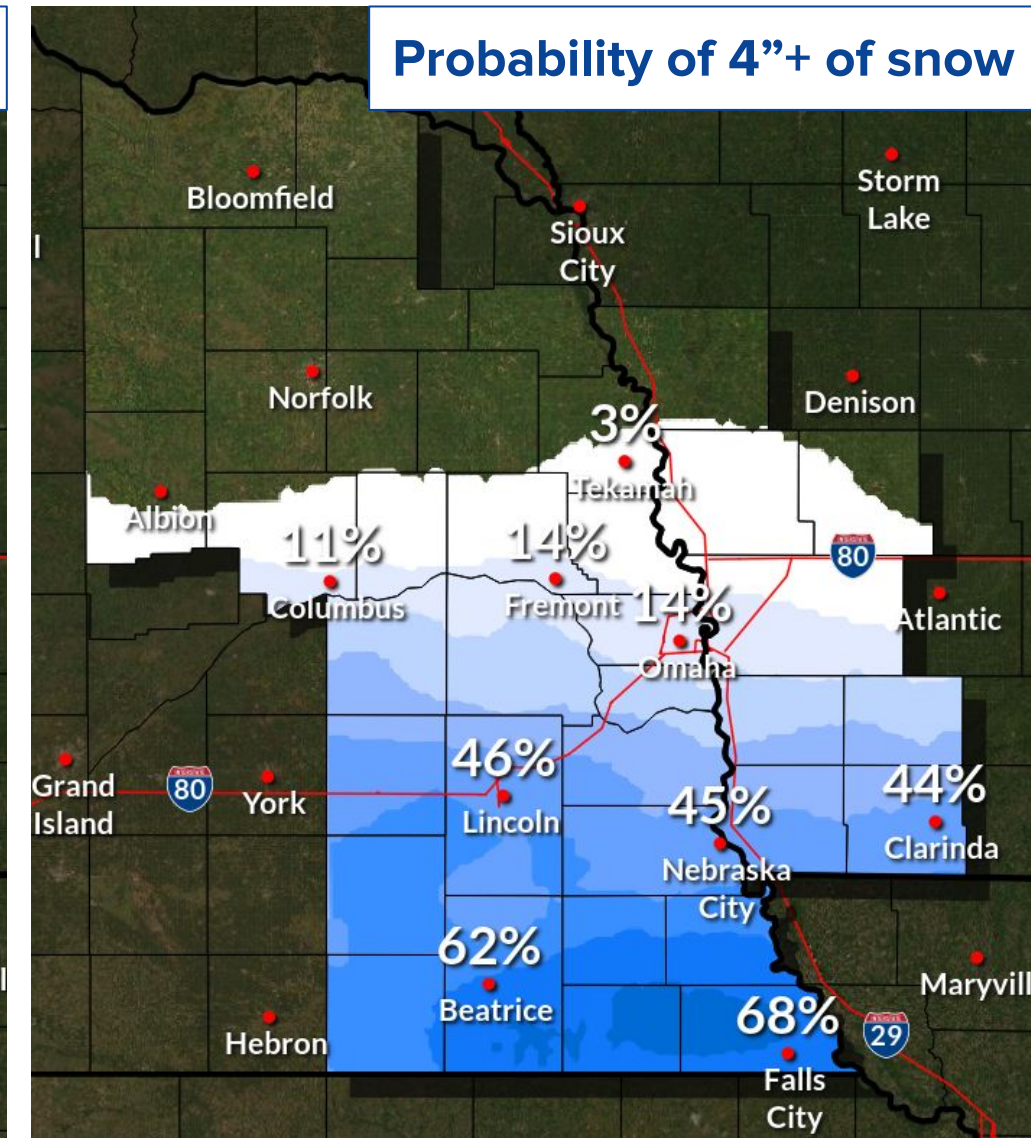 Probability of 4”+ of snow
Storm
Lake
Bloomfield
Sioux
City
l
Norfolk
Denison
3%
Tekamah
Albion
11%
Columbus
14%
Fremont
14%
Omaha
80
Atlantic
46%
Lincoln
45%
Nebraska
City
44%
Clarinda
Grand
Island
80
York
62%
Beatrice
Maryvill
l
Hebron
68%
Falls
City
29